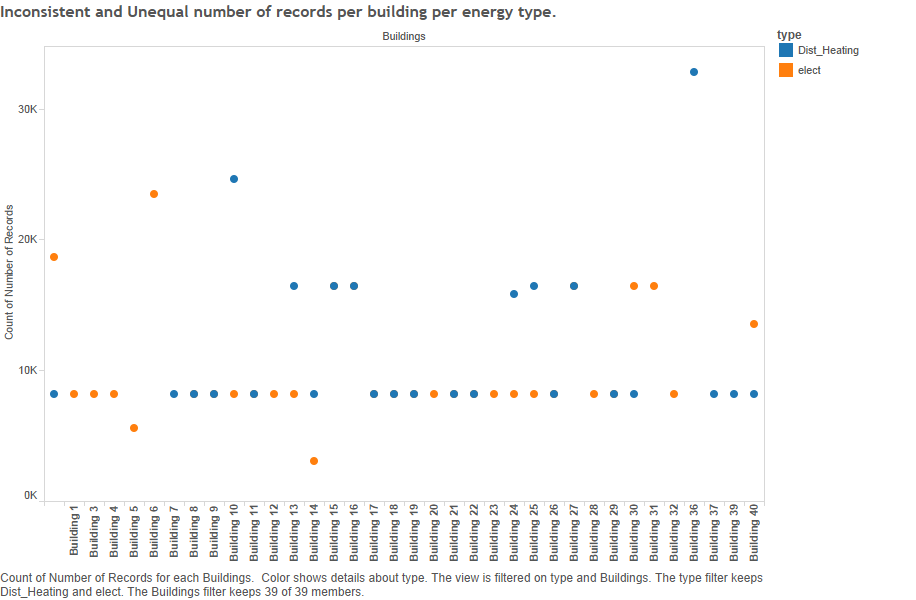 Inconsistent and Unequal number of records per building per energy type.
Buildings
type
Dist_Heating
elect
30K
20K
10K
0K
Count of Number of Records
Building 1
Building 3
Building 4
Building 5
Building 6
Building 7
Building 8
Building 9
Building 10
Building 11
Building 12
Building 13
Building 14
Building 15
Building 16
Building 17
Building 18
Building 19
Building 20
Building 21
Building 22
Building 23
Building 24
Building 25
Building 26
Building 27
Building 28
Building 29
Building 30
Building 31
Building 32
Building 36
Building 37
Building 39
Building 40
Count of Number of Records for each Buildings.  Color shows details about type. The view is filtered on type and Buildings. The type filter keeps
Dist_Heating and elect. The Buildings filter keeps 39 of 39 members.